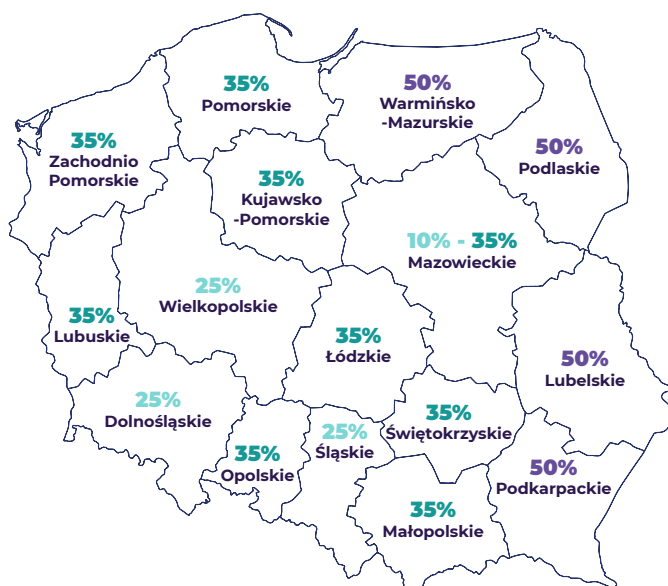 35%
Pomorskie
50%
Warmińsko
-Mazurskie
35%
Zachodnio
Pomorskie
50%
Podlaskie
35%
Kujawsko
-Pomorskie
10% - 35%
Mazowieckie
25%
Wielkopolskie
35%
Lubuskie
35%
Łódzkie
50%
Lubelskie
25%
Dolnośląskie
35%
Opolskie
25%
Śląskie
35%
Świętokrzyskie
50%
Podkarpackie
35%
Małopolskie